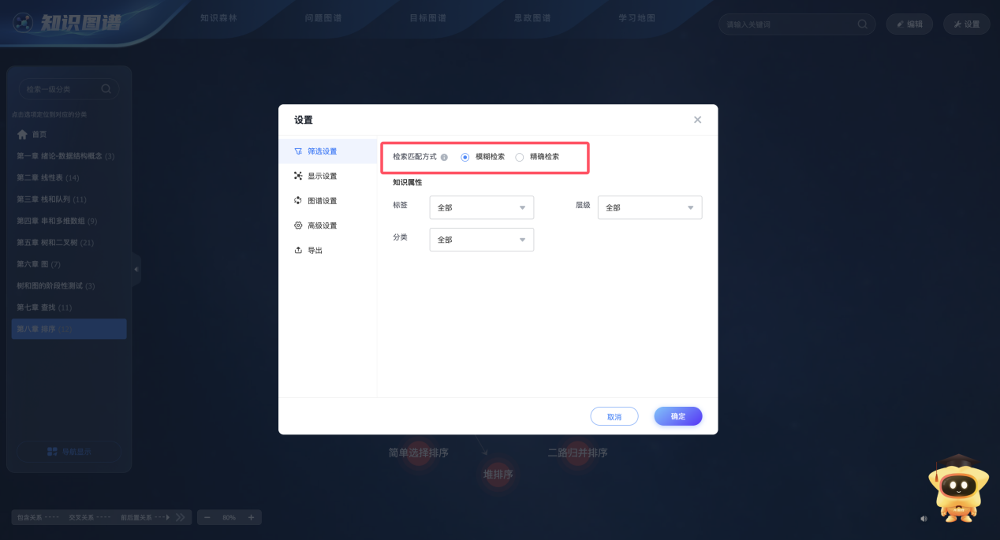 知识图谱
知识森林
问题图谱
目标图谱
思政图谱
学习地图
请输入关键词
编辑
设置
检索一级分类
点击选项定位到对应的分类
首页
第一章 绪论-数据结构概念 (3)
第二章 线性表 (14)
第三章 栈和队列 (11)
第四章 串和多维数组 (9)
第五章 树和二叉树 (21)
第六章 图 (7)
树和图的阶段性测试 (3)
第七章 查找 (11)
第八章 排序 (12)
导航显示
设置
筛选设置
显示设置
图谱设置
高级设置
导出
检索匹配方式 模糊检索 精确检索
知识属性
标签 全部 层级 全部
分类 全部
取消 确定
简单选择排序
二路归并排序
堆排序
包含关系 交叉关系 前后置关系
80%